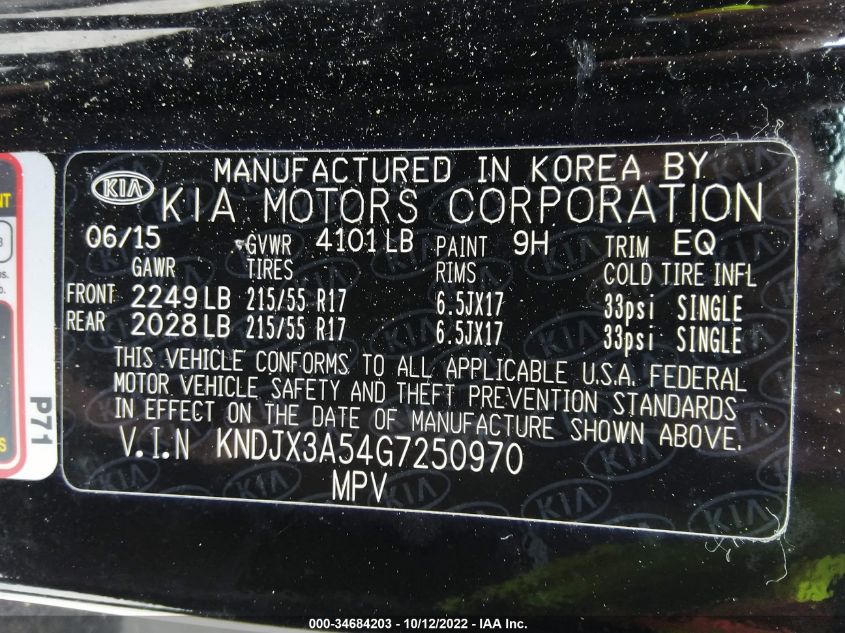 MANUFACTURED IN KOREA BY
KIA KIA MOTORS CORPORATION
06/15 GVWR 4101 LB PAINT 9H TRIM EQ
GAWR TIRES RIMS COLD TIRE INFL
FRONT 2249 LB 215/55 R17 6.5JX17 33psi SINGLE
REAR 2028 LB 215/55 R17 6.5JX17 33psi SINGLE
THIS VEHICLE CONFORMS TO ALL APPLICABLE U.S.A. FEDERAL
MOTOR VEHICLE SAFETY AND THEFT PREVENTION STANDARDS
IN EFFECT ON THE DATE OF MANUFACTURE SHOWN ABOVE.
V.I.N KNDJX3A54G7250970
MPV
P71
000-34684203 - 10/12/2022 - IAA Inc.